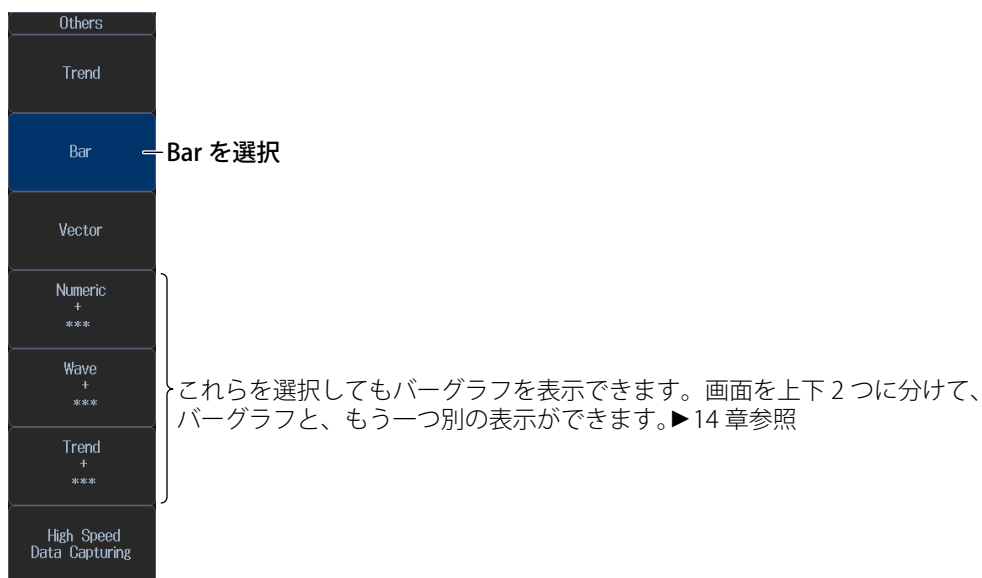 Others
Trend
Bar
Bar を選択
Vector
Numeric
+
***
Wave
+
***
Trend
+
***
これらを選択してもバーグラフを表示できます。画面を上下 2 つに分けて、
バーグラフと、もう一つ別の表示ができます。▶14 章参照
High Speed
Data Capturing